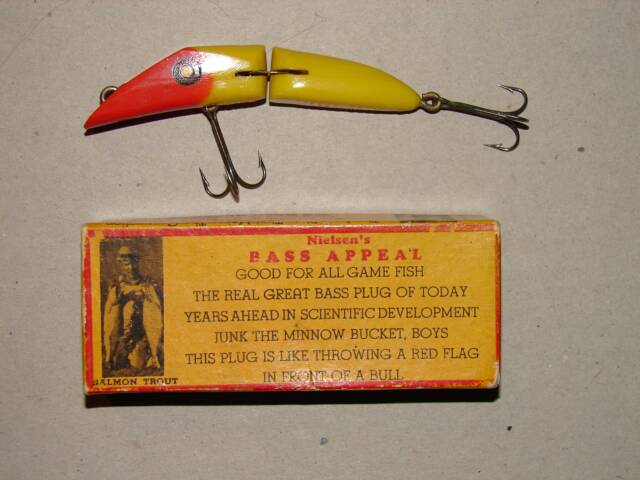 Nielsen's
BASS APPEAL
GOOD FOR ALL GAME FISH
THE REAL GREAT BASS PLUG OF TODAY
YEARS AHEAD IN SCIENTIFIC DEVELOPMENT
JUNK THE MINNOW BUCKET, BOYS
THIS PLUG IS LIKE THROWING A RED FLAG
IN FRONT OF A BULL
SALMON TROUT